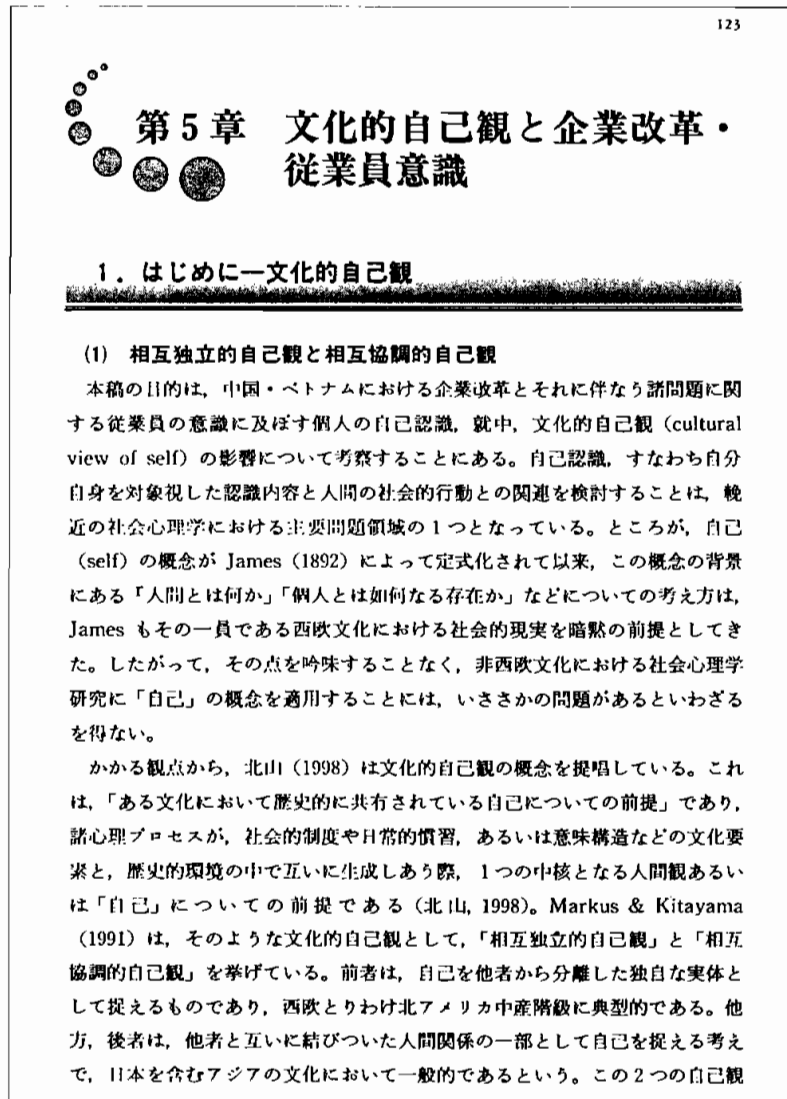 123
第5章 文化的自己観と企業改革・
従業員意識
1．はじめに―文化的自己観
(1) 相互独立的自己観と相互協調的自己観
本稿の目的は，中国・ベトナムにおける企業改革とそれに伴なう諸問題に関
する従業員の意識に及ぼす個人の自己認識，就中，文化的自己観（cultural
view of self）の影響について考察することにある。自己認識，すなわち自分
自身を対象視した認識内容と人間の社会的行動との関連を検討することは，輓
近の社会心理学における主要問題領域の1つとなっている。ところが，自己
（self）の概念が James（1892）によって定式化されて以来，この概念の背景
にある「人間とは何か」「個人とは如何なる存在か」などについての考え方は，
James もその一員である西欧文化における社会的現実を暗黙の前提としてき
た。したがって，その点を吟味することなく，非西欧文化における社会心理学
研究に「自己」の概念を適用することには，いささかの問題があるといわざる
を得ない。
かかる観点から，北山（1998）は文化的自己観の概念を提唱している。これ
は，「ある文化において歴史的に共有されている自己についての前提」であり，
諸心理プロセスが，社会的制度や日常的慣習，あるいは意味構造などの文化要
素と，歴史的環境の中で互いに生成しあう際，1つの中核となる人間観あるい
は「自己」についての前提である（北山，1998）。Markus & Kitayama
（1991）は，そのような文化的自己観として，「相互独立的自己観」と「相互
協調的自己観」を挙げている。前者は，自己を他者から分離した独自な実体と
して捉えるものであり，西欧とりわけ北アメリカ中産階級に典型的である。他
方，後者は，他者と互いに結びついた人間関係の一部として自己を捉える考え
で，日本を含むアジアの文化において一般的であるという。この2つの自己観